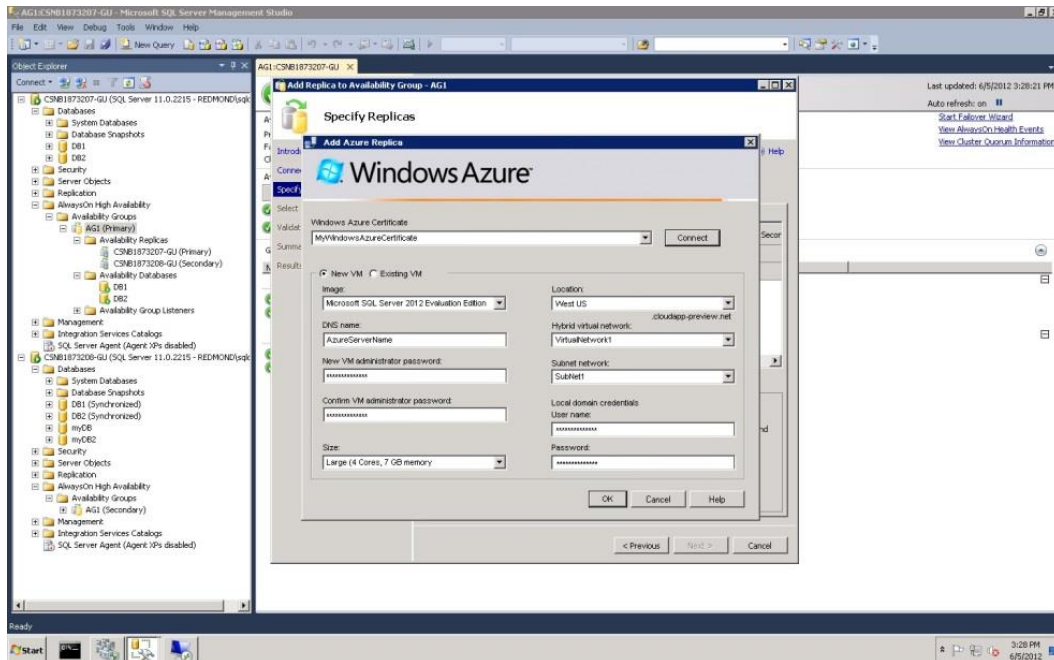 AG1:CSNB1873207-GU - Microsoft SQL Server Management Studio
File Edit View Debug Tools Window Help
New Query
Object Explorer
Connect
CSNB1873207-GU (SQL Server 11.0.2215 - REDMOND\sqlc
Databases
System Databases
Database Snapshots
DB1
DB2
Security
Server Objects
Replication
AlwaysOn High Availability
Availability Groups
AG1 (Primary)
Availability Replicas
CSNB1873207-GU (Primary)
CSNB1873208-GU (Secondary)
Availability Databases
DB1
DB2
Availability Group Listeners
Management
Integration Services Catalogs
SQL Server Agent (Agent XPs disabled)
CSNB1873208-GU (SQL Server 11.0.2215 - REDMOND\sqlc
Databases
System Databases
Database Snapshots
DB1 (Synchronized)
DB2 (Synchronized)
myDB
myDB2
Security
Server Objects
Replication
AlwaysOn High Availability
Availability Groups
AG1 (Secondary)
Management
Integration Services Catalogs
SQL Server Agent (Agent XPs disabled)
AG1:CSNB1873207-GU
Last updated: 6/5/2012 3:28:21 PM
Auto refresh: on
Start Failover Wizard
View AlwaysOn Health Events
View Cluster Quorum Information
Add Replica to Availability Group - AG1
Specify Replicas
Introd
Conne
Specify
Select
Validat
Summa
Results
Help
Secor
nd
Add Azure Replica
Windows Azure
Windows Azure Certificate
MyWindowsAzureCertificate
Connect
New VM Existing VM
Image:
Microsoft SQL Server 2012 Evaluation Edition
DNS name:
AzureServerName
New VM administrator password:
Confirm VM administrator password:
Size:
Large (4 Cores, 7 GB memory
Location:
West US
.cloudapp-preview.net
Hybrid virtual network:
VirtualNetwork1
Subnet network:
SubNet1
Local domain credentials
User name:
Password:
OK Cancel Help
< Previous Next > Cancel
Ready
Start
3:28 PM
6/5/2012